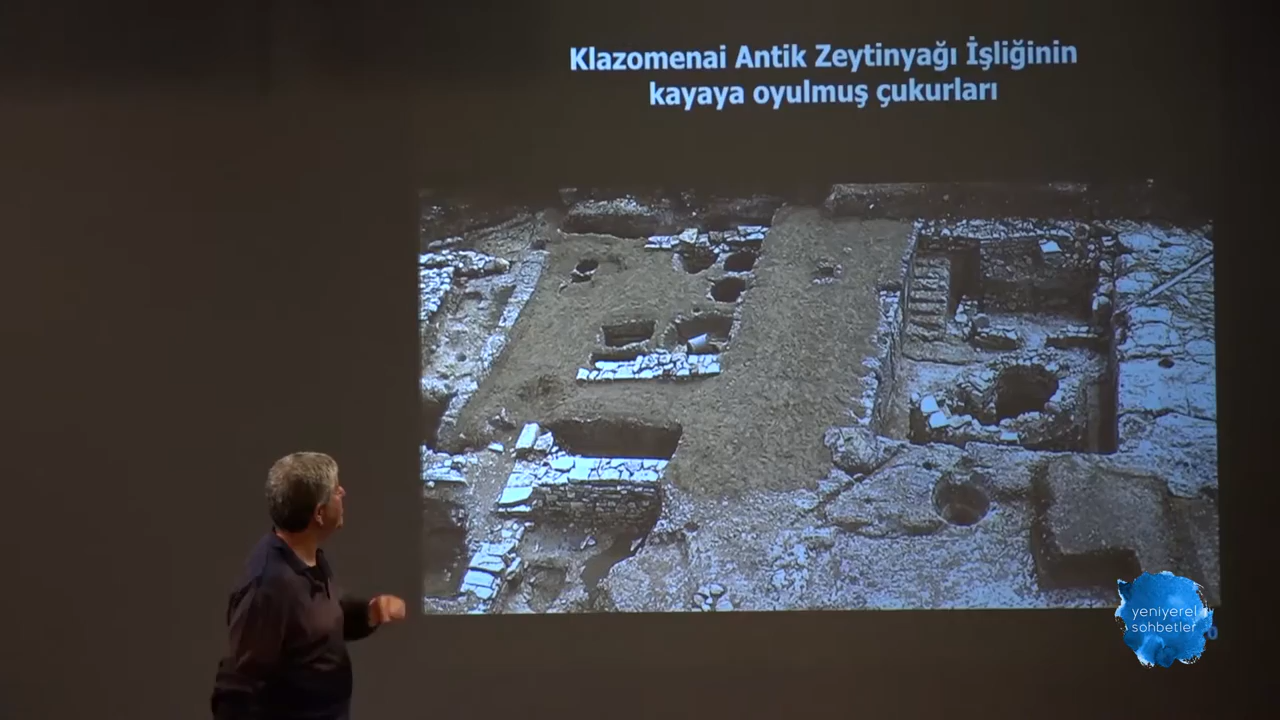 Klazomenai Antik Zeytinyağı İşliğinin
kayaya oyulmuş çukurları
yeniyerel
sohbetler